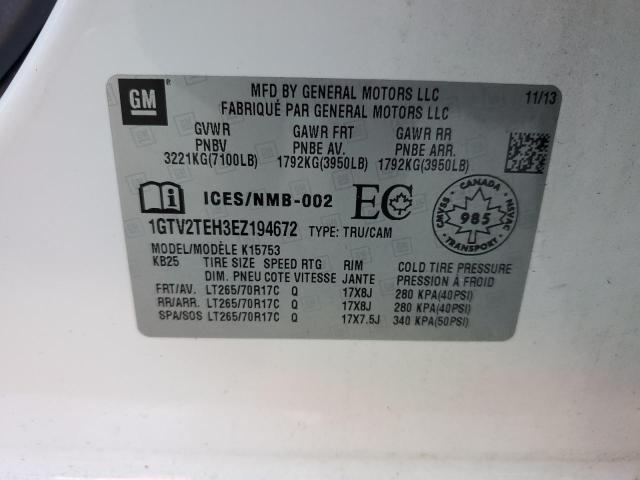 GM
MFD BY GENERAL MOTORS LLC 11/13
FABRIQUÉ PAR GENERAL MOTORS LLC
GVWR GAWR FRT GAWR RR
PNBV PNBE AV. PNBE ARR.
3221KG(7100LB) 1792KG(3950LB) 1792KG(3950LB)
ICES/NMB-002 EC
CANADA
CMVSS 985 NSVAC
TRANSPORT
1GTV2TEH3EZ194672 TYPE: TRU/CAM
MODEL/MODÈLE K15753
KB25 TIRE SIZE SPEED RTG RIM COLD TIRE PRESSURE
DIM. PNEU COTE VITESSE JANTE PRESSION À FROID
FRT/AV. LT265/70R17C Q 17X8J 280 KPA(40PSI)
RR/ARR. LT265/70R17C Q 17X8J 280 KPA(40PSI)
SPA/SOS LT265/70R17C Q 17X7.5J 340 KPA(50PSI)